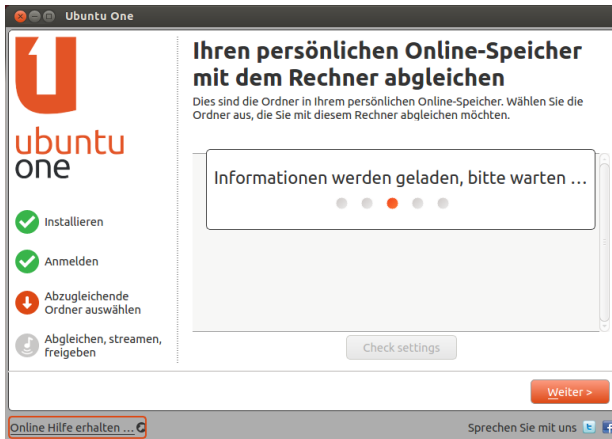 Ubuntu One
ubuntu
one
Installieren
Anmelden
Abzugleichende
Ordner auswählen
Abgleichen, streamen,
freigeben
Ihren persönlichen Online-Speicher
mit dem Rechner abgleichen
Dies sind die Ordner in Ihrem persönlichen Online-Speicher. Wählen Sie die
Ordner aus, die Sie mit diesem Rechner abgleichen möchten.
Informationen werden geladen, bitte warten ...
Check settings
Weiter >
Online Hilfe erhalten ...
Sprechen Sie mit uns